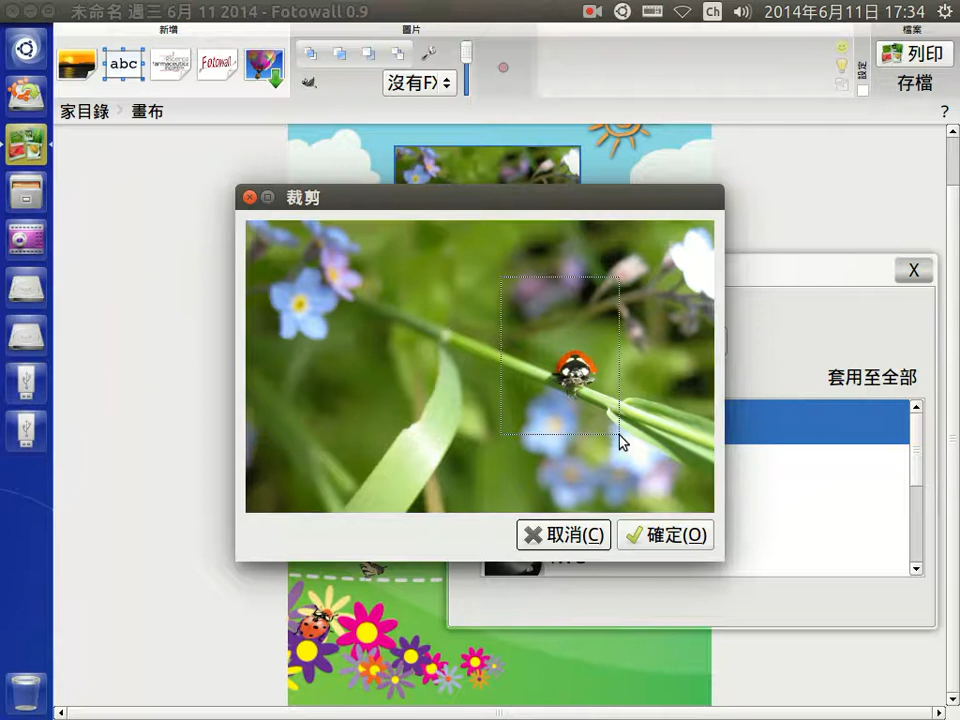 未命名 週三 6月 11 2014 - Fotowall 0.9
Ch
2014年6月11日 17:34
新增
圖片
檔案
abc
Fotowall
沒有FX
設定
列印
存檔
家目錄
畫布
?
裁剪
X
套用至全部
取消(C)
確定(O)